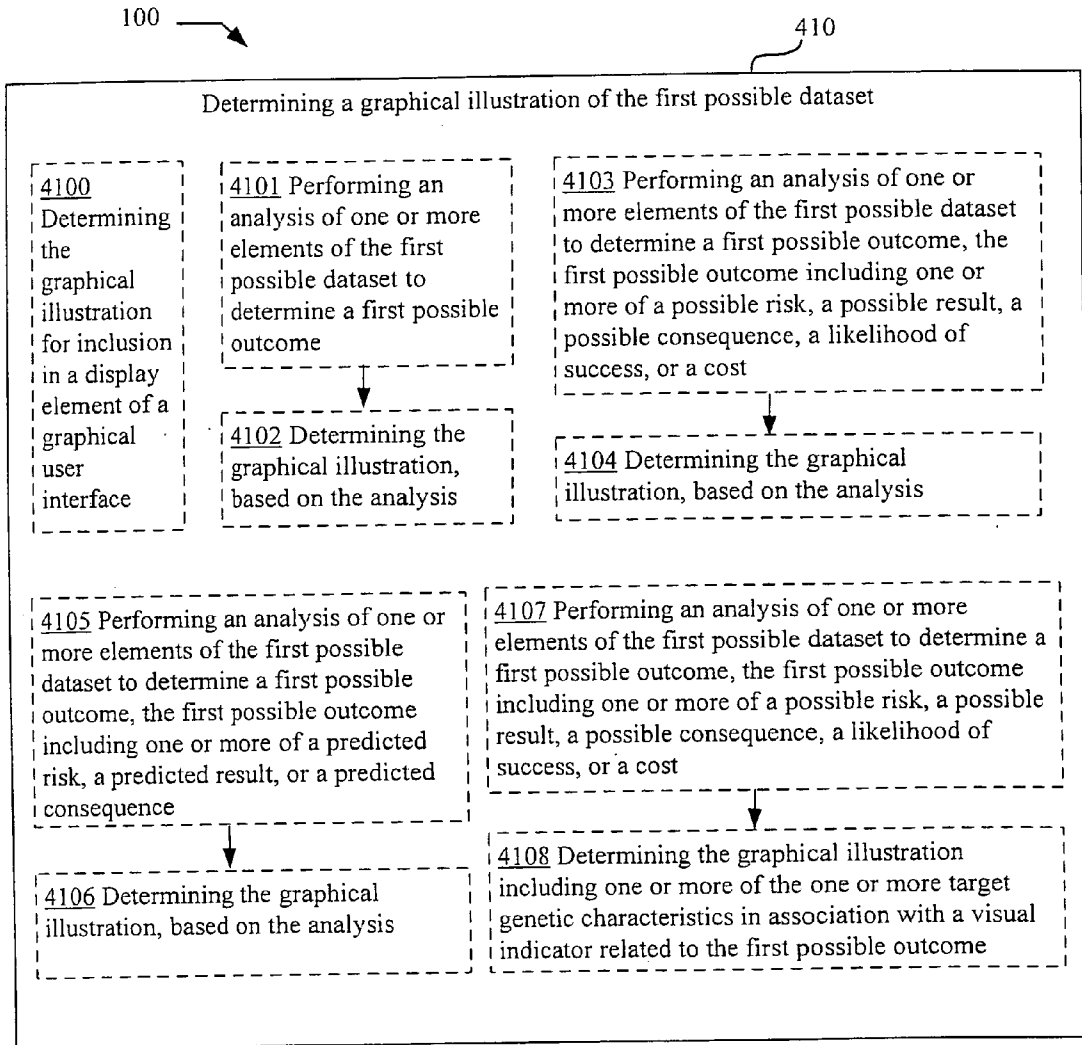 100
410
Determining a graphical illustration of the first possible dataset
4100
Determining
the
graphical
illustration
for inclusion
in a display
element of a
graphical
user
interface
4101 Performing an
analysis of one or more
elements of the first
possible dataset to
determine a first possible
outcome
4102 Determining the
graphical illustration,
based on the analysis
4103 Performing an analysis of one or
more elements of the first possible dataset
to determine a first possible outcome, the
first possible outcome including one or
more of a possible risk, a possible result, a
possible consequence, a likelihood of
success, or a cost
4104 Determining the graphical
illustration, based on the analysis
4105 Performing an analysis of one or
more elements of the first possible
dataset to determine a first possible
outcome, the first possible outcome
including one or more of a predicted
risk, a predicted result, or a predicted
consequence
4106 Determining the graphical
illustration, based on the analysis
4107 Performing an analysis of one or more
elements of the first possible dataset to determine a
first possible outcome, the first possible outcome
including one or more of a possible risk, a possible
result, a possible consequence, a likelihood of
success, or a cost
4108 Determining the graphical illustration
including one or more of the one or more target
genetic characteristics in association with a visual
indicator related to the first possible outcome